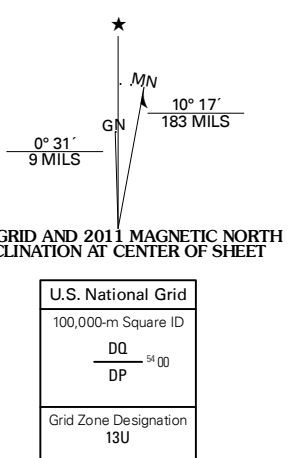 ★
MN
GN
10° 17´
183 MILS
0° 31´
9 MILS
GRID AND 2011 MAGNETIC NORTH
CLINATION AT CENTER OF SHEET
U.S. National Grid
100,000-m Square ID
DQ
54 00
DP
Grid Zone Designation
13U